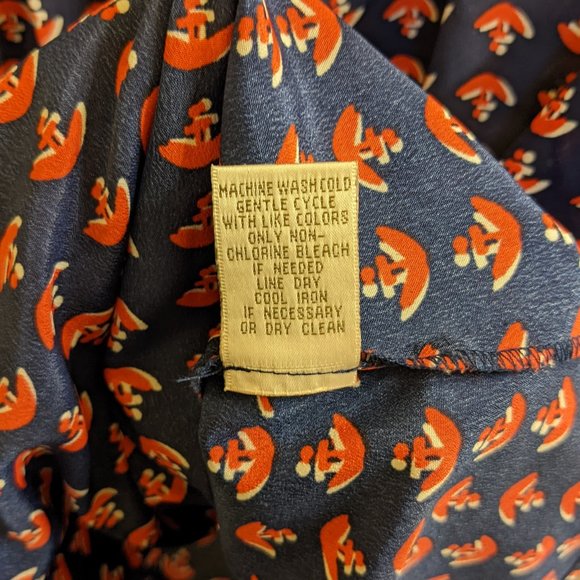 MACHINE WASH COLD
GENTLE CYCLE
WITH LIKE COLORS
ONLY NON-
CHLORINE BLEACH
IF NEEDED
LINE DRY
COOL IRON
IF NECESSARY
OR DRY CLEAN